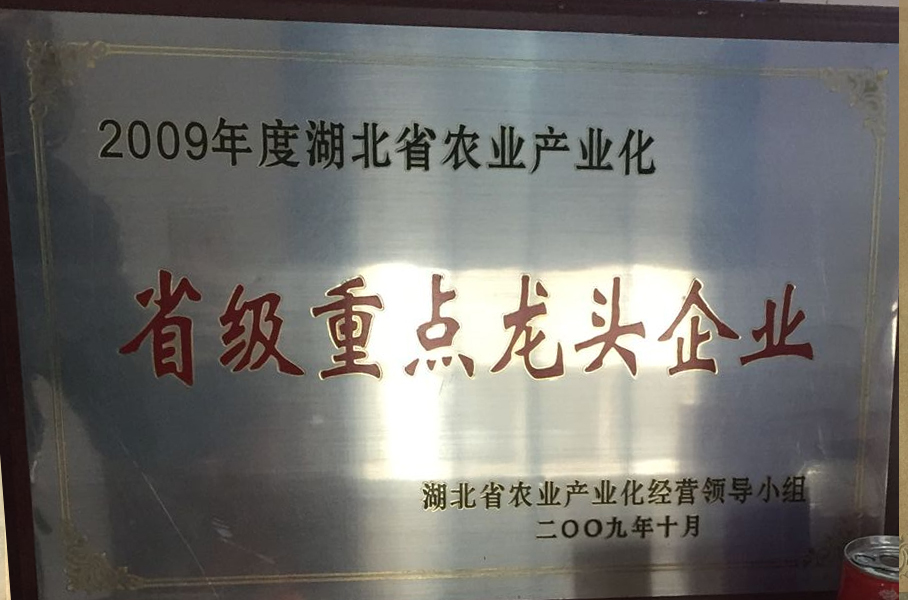 2009年度湖北省农业产业化
省级重点龙头企业
湖北省农业产业化经营领导小组
二〇〇九年十月